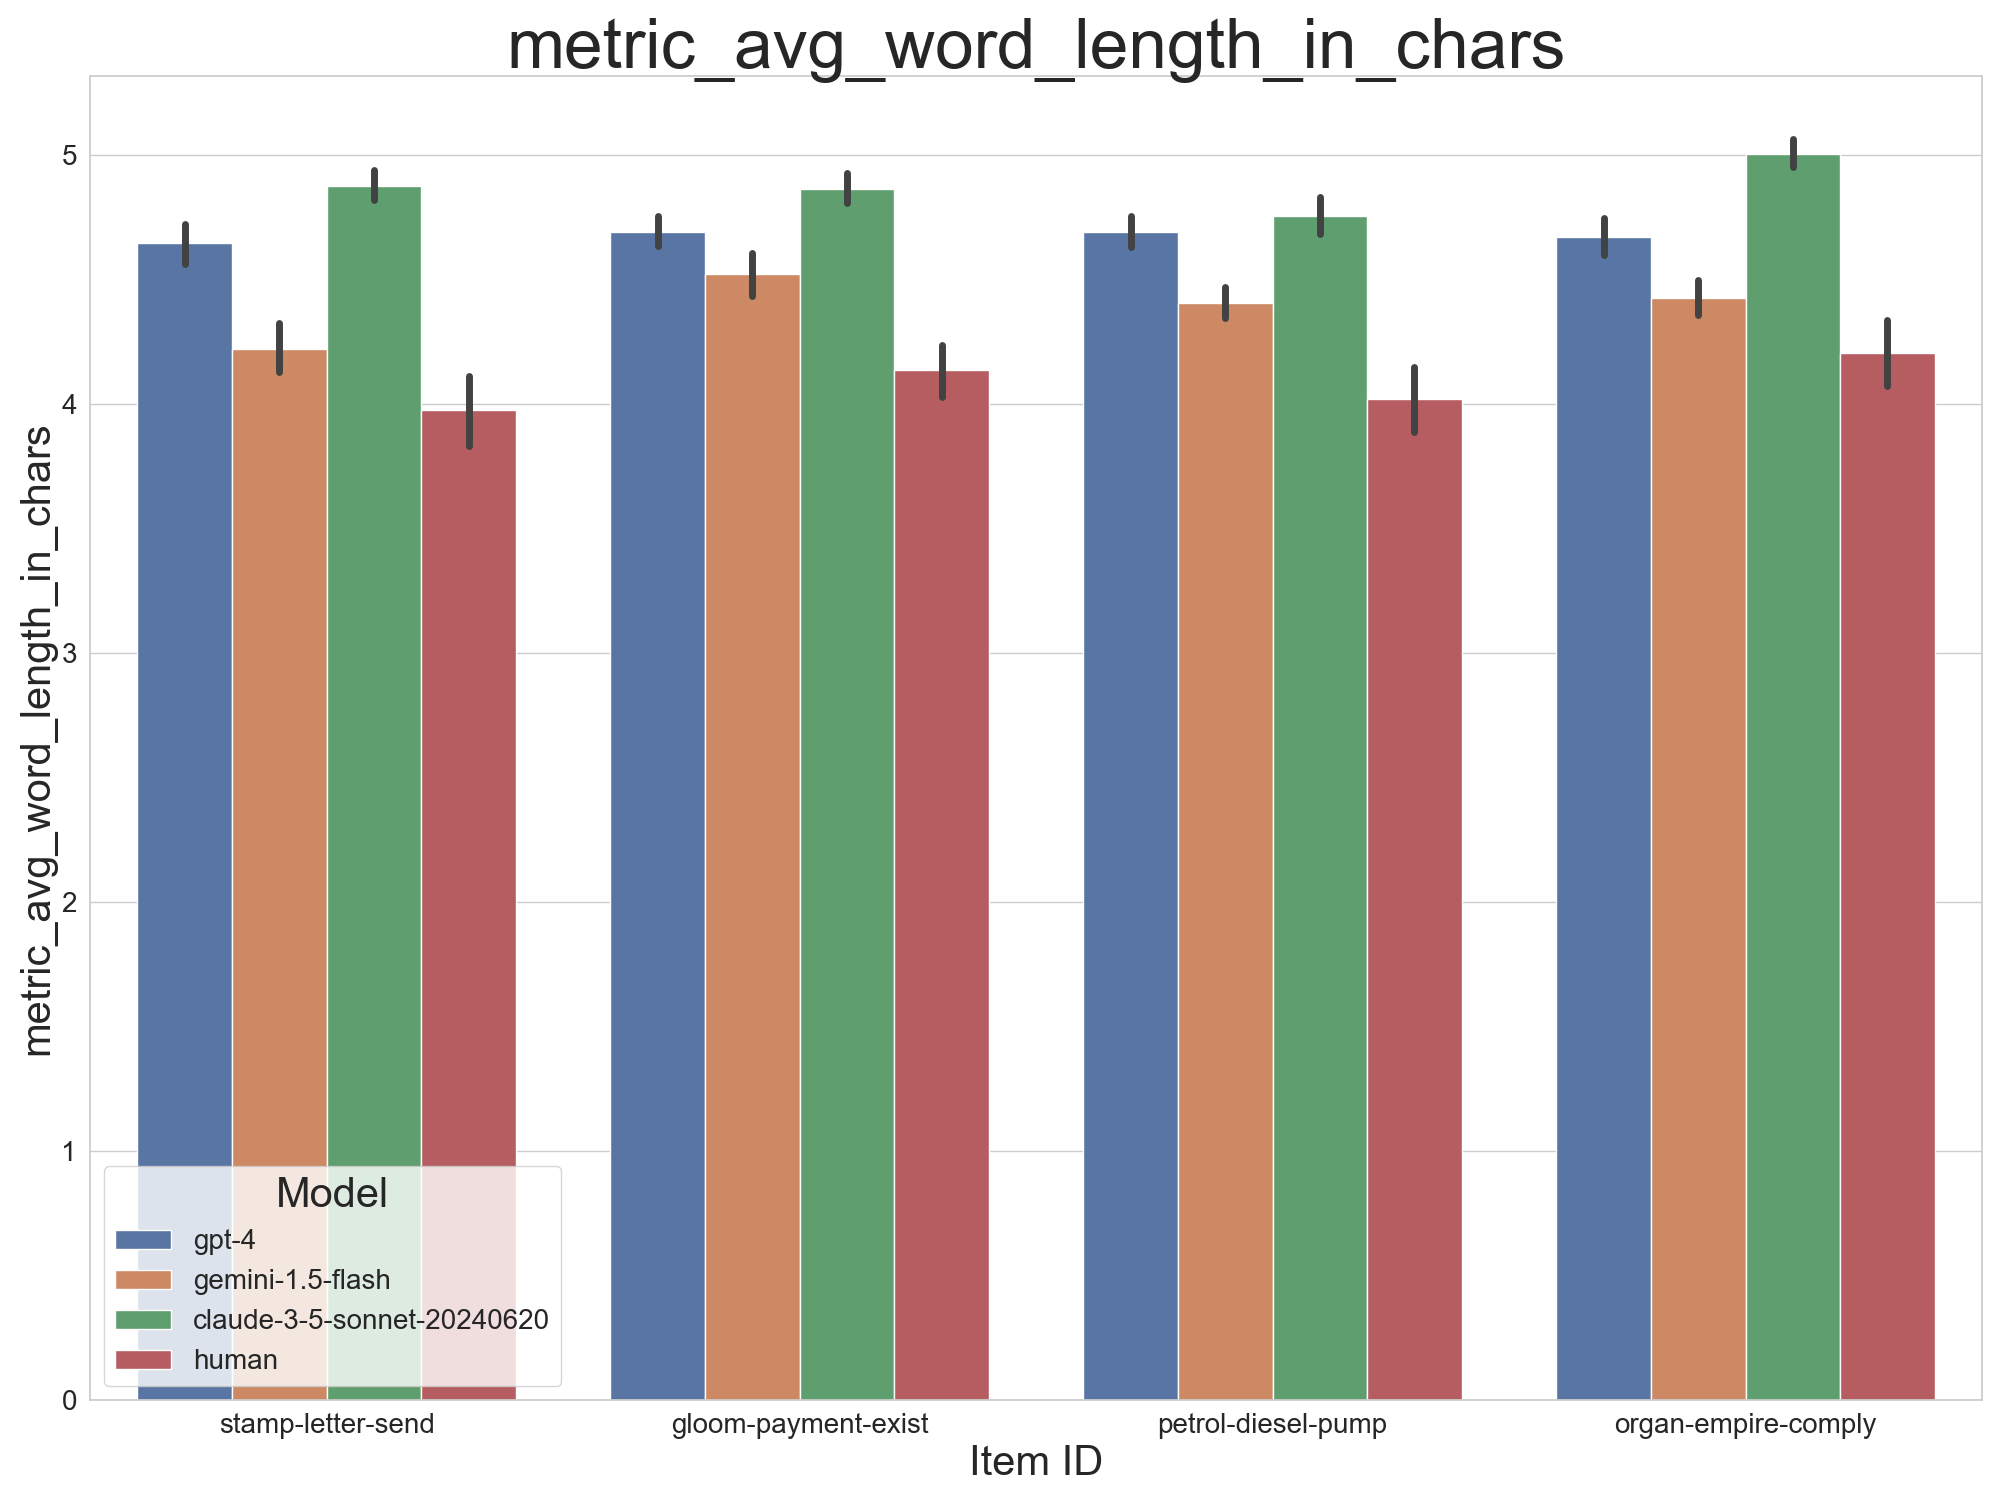 metric_avg_word_length_in_chars
metric_avg_word_length_in_chars
5
4
3
2
1
0
Model
gpt-4
gemini-1.5-flash
claude-3-5-sonnet-20240620
human
stamp-letter-send
gloom-payment-exist
petrol-diesel-pump
organ-empire-comply
Item ID